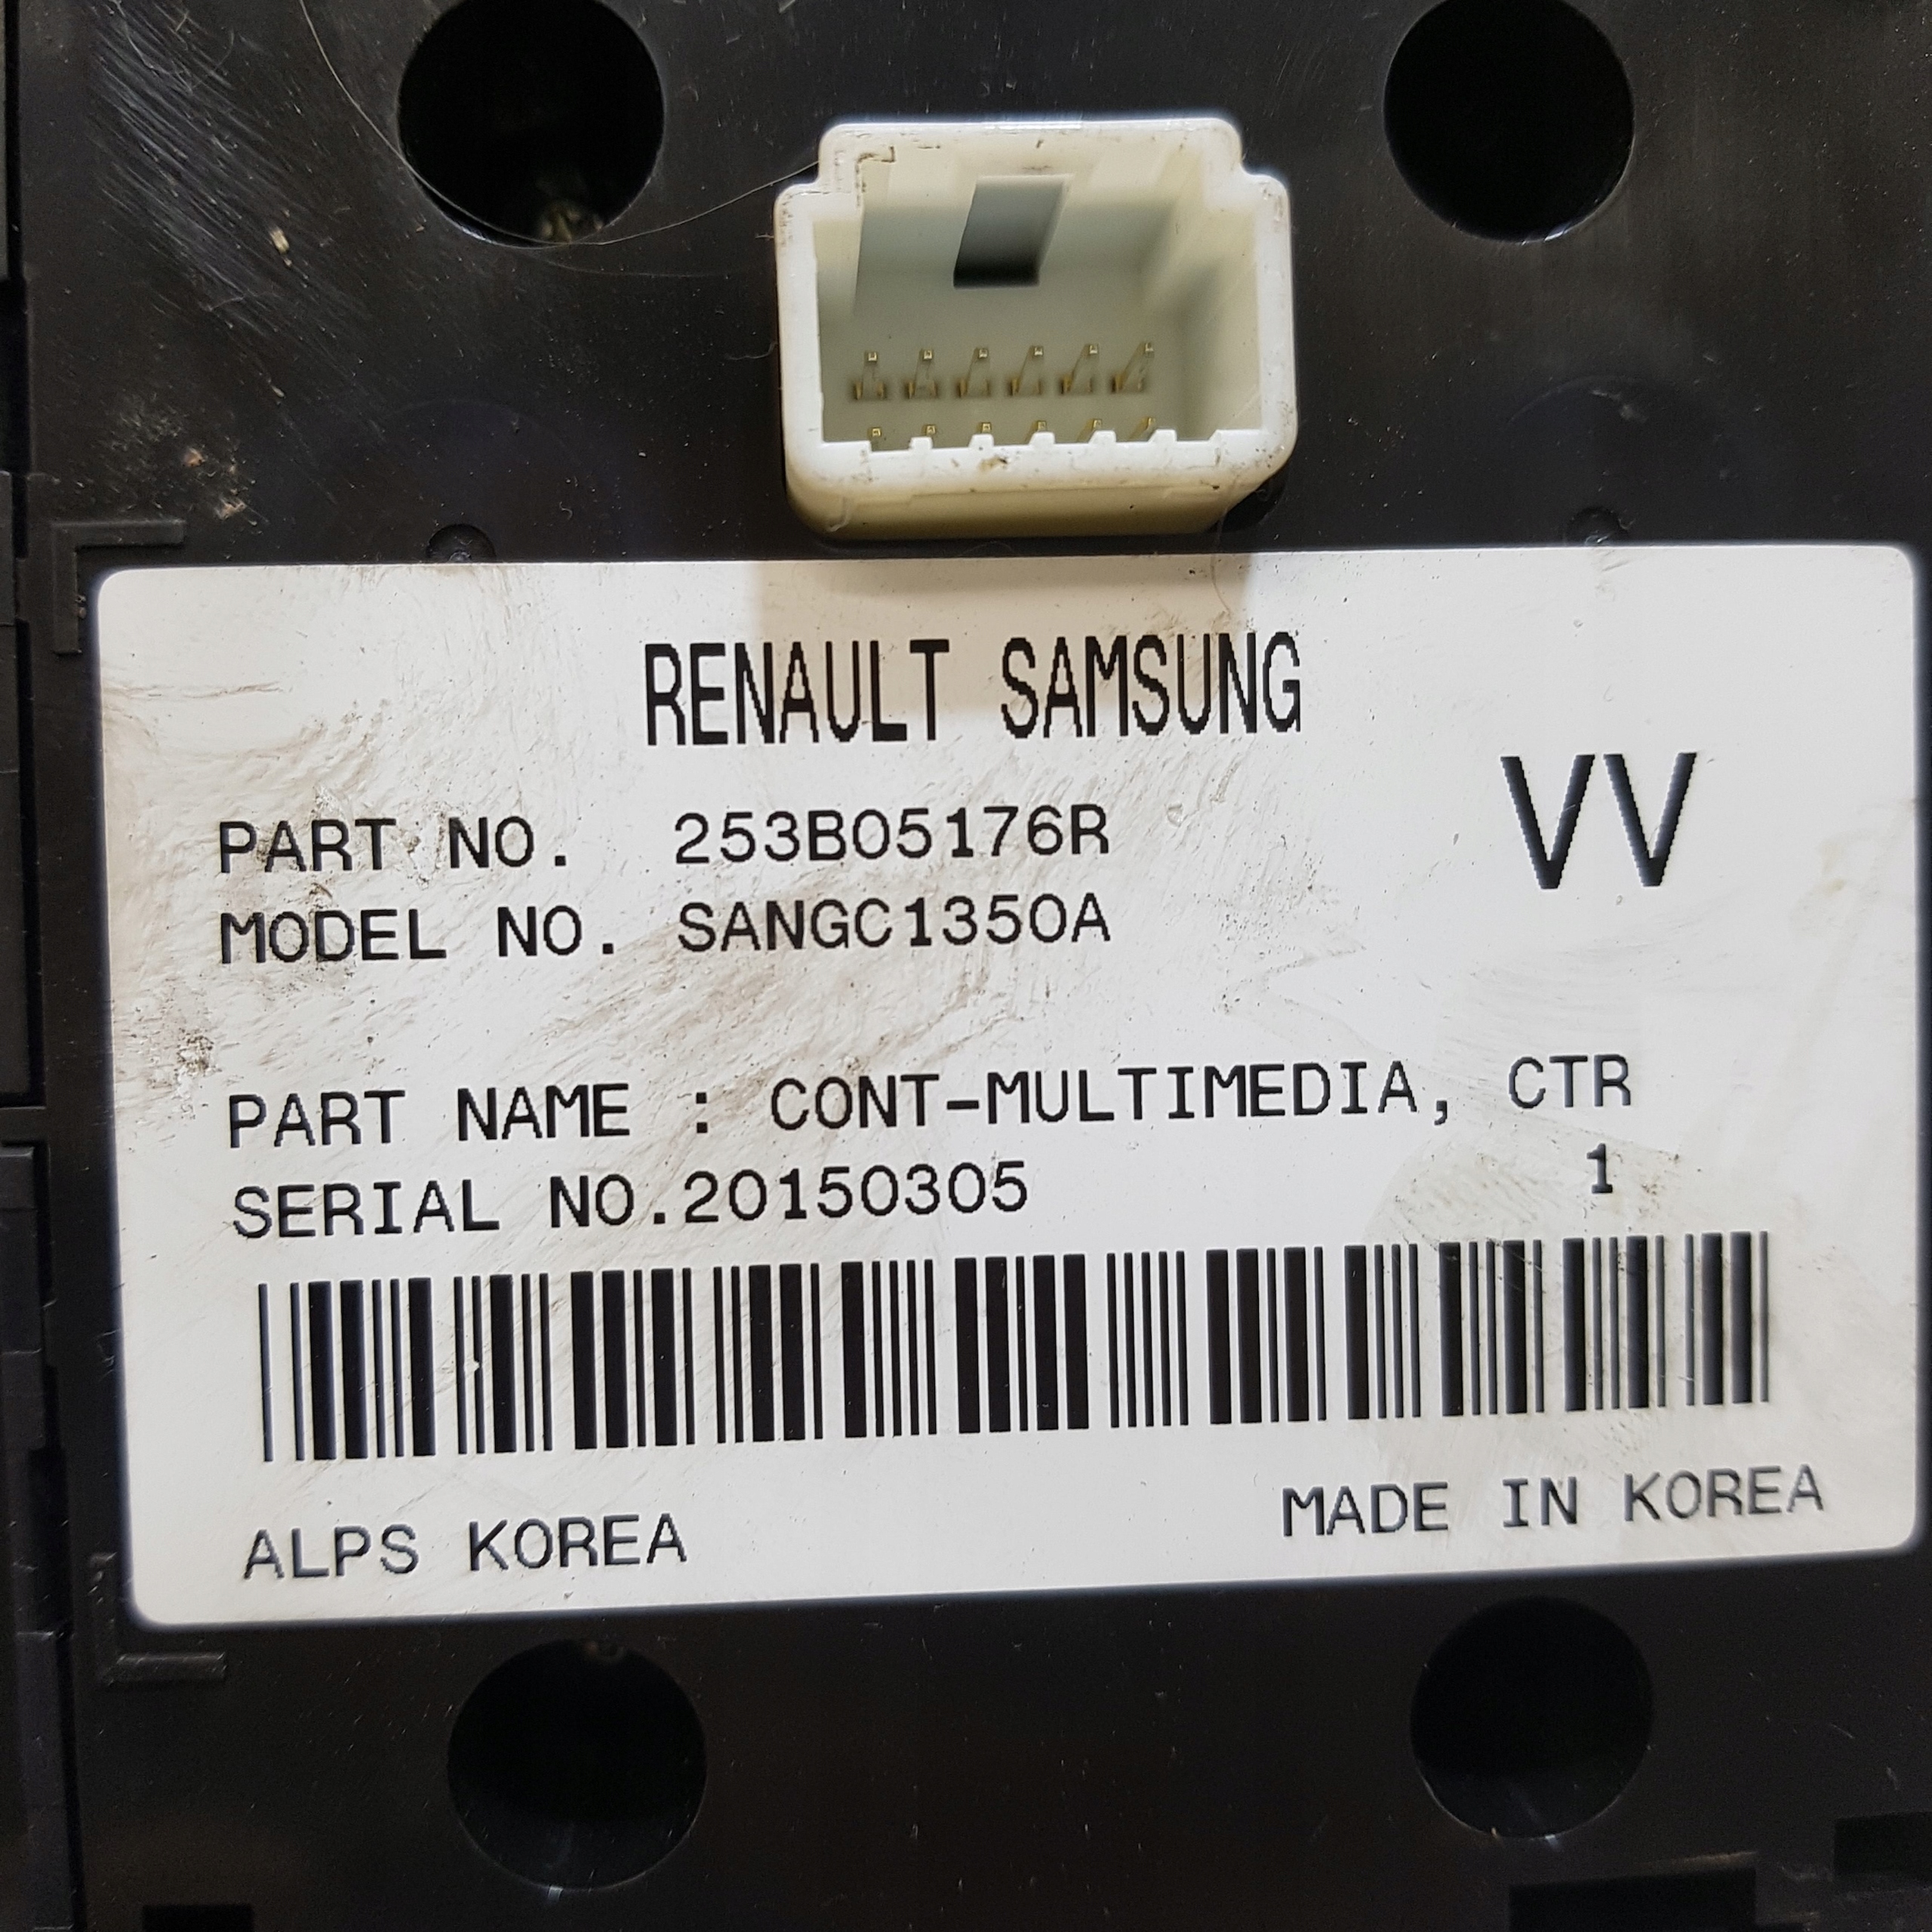 RENAULT SAMSUNG
VV
PART NO. 253B05176R
MODEL NO. SANGC1350A
PART NAME : CONT-MULTIMEDIA, CTR
SERIAL NO.20150305 1
ALPS KOREA MADE IN KOREA